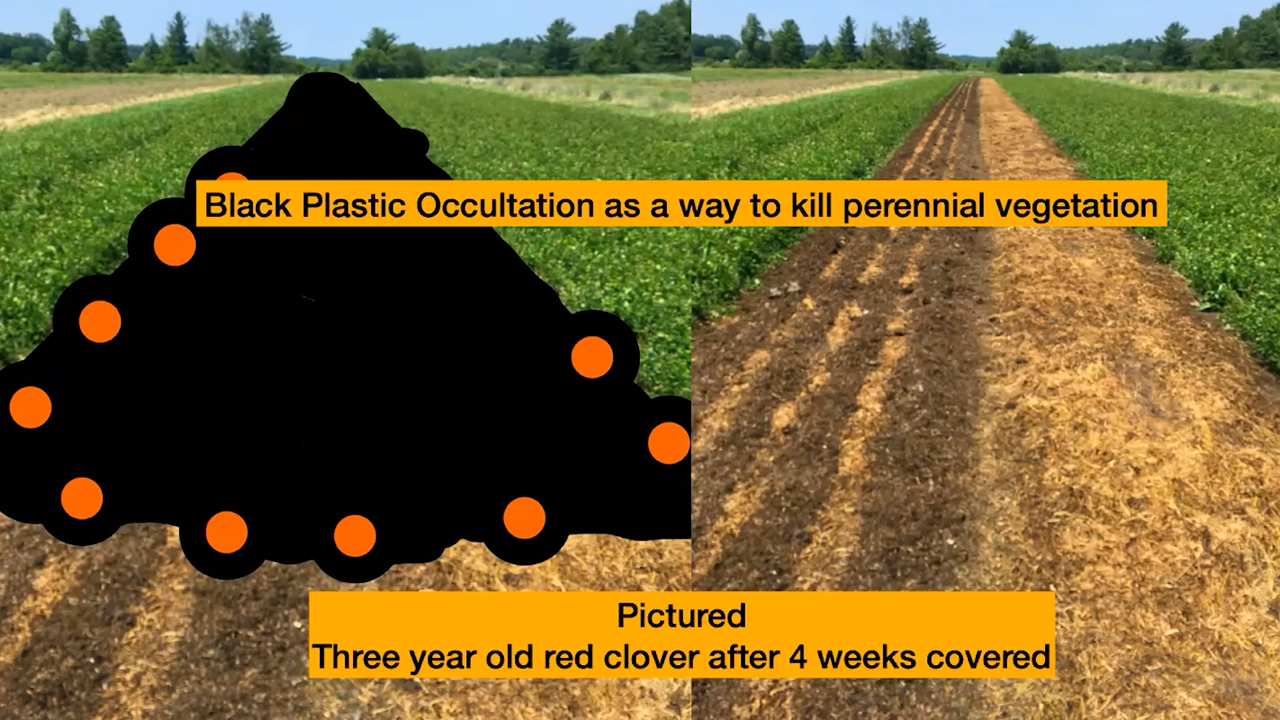 Black Plastic Occultation as a way to kill perennial vegetation
Pictured
Three year old red clover after 4 weeks covered